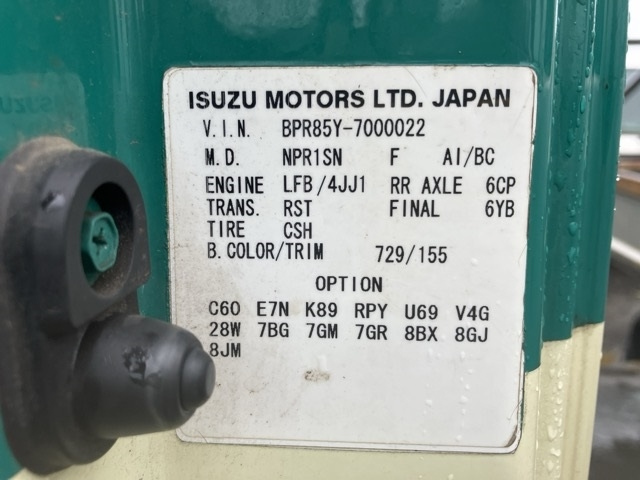 ISUZU MOTORS LTD. JAPAN
V.I.N. BPR85Y-7000022
M.D. NPR1SN F AI/BC
ENGINE LFB/4JJ1 RR AXLE 6CP
TRANS. RST FINAL 6YB
TIRE CSH
B.COLOR/TRIM 729/155
OPTION
C60 E7N K89 RPY U69 V4G
28W 7BG 7GM 7GR 8BX 8GJ
8JM